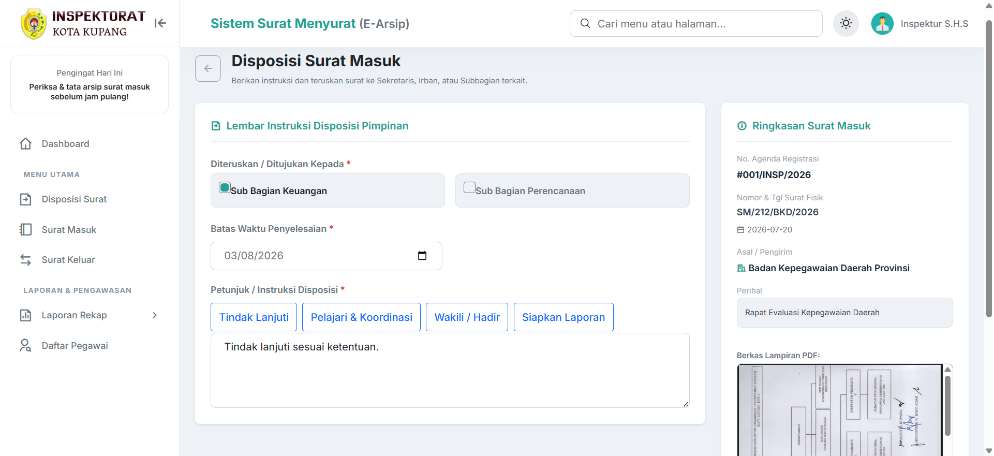 INSPEKTORAT
KOTA KUPANG
Sistem Surat Menyurat (E-Arsip)
Cari menu atau halaman...
Inspektur S.H.S
Pengingat Hari Ini
Periksa & tata arsip surat masuk
sebelum jam pulang!
Dashboard
MENU UTAMA
Disposisi Surat
Surat Masuk
Surat Keluar
LAPORAN & PENGAWASAN
Laporan Rekap
Daftar Pegawai
Disposisi Surat Masuk
Berikan instruksi dan teruskan surat ke Sekretaris, Irban, atau Subbagian terkait.
Lembar Instruksi Disposisi Pimpinan
Diteruskan / Ditujukan Kepada *
Sub Bagian Keuangan
Sub Bagian Perencanaan
Batas Waktu Penyelesaian *
03/08/2026
Petunjuk / Instruksi Disposisi *
Tindak Lanjuti
Pelajari & Koordinasi
Wakili / Hadir
Siapkan Laporan
Tindak lanjuti sesuai ketentuan.
Ringkasan Surat Masuk
No. Agenda Registrasi
#001/INSP/2026
Nomor & Tgl Surat Fisik
SM/212/BKD/2026
2026-07-20
Asal / Pengirim
Badan Kepegawaian Daerah Provinsi
Perihal
Rapat Evaluasi Kepegawaian Daerah
Berkas Lampiran PDF: